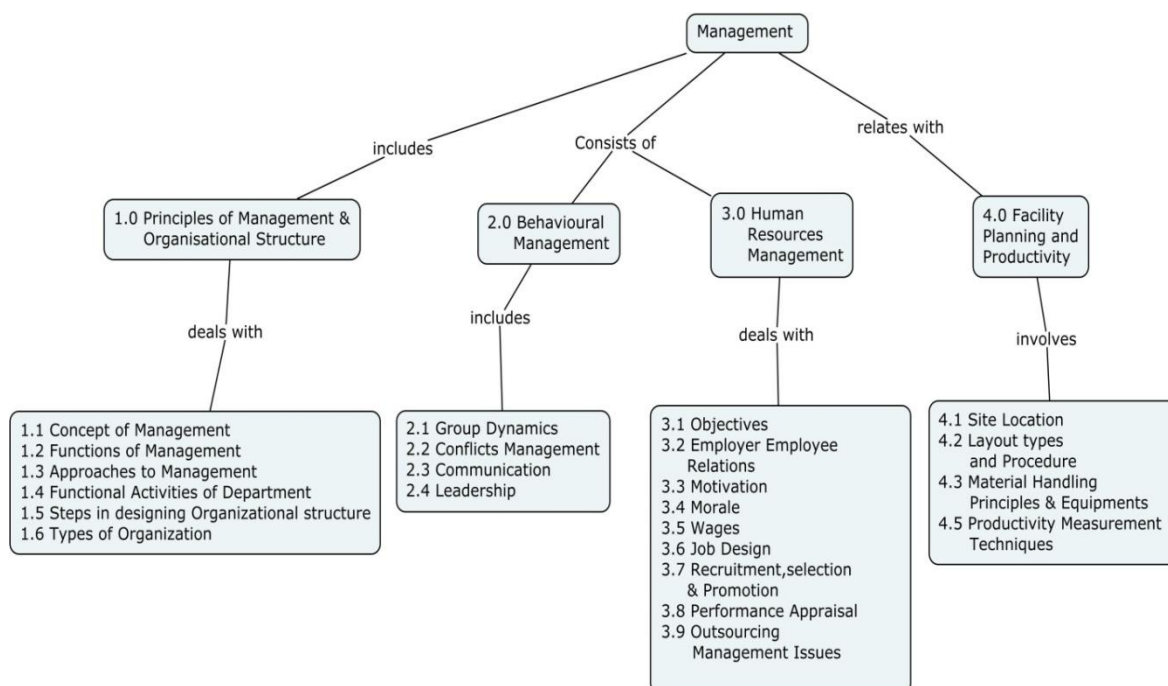 Management
includes
Consists of
relates with
1.0 Principles of Management &
Organisational Structure
2.0 Behavioural
Management
3.0 Human
Resources
Management
4.0 Facility
Planning and
Productivity
deals with
includes
deals with
involves
1.1 Concept of Management
1.2 Functions of Management
1.3 Approaches to Management
1.4 Functional Activities of Department
1.5 Steps in designing Organizational structure
1.6 Types of Organization
2.1 Group Dynamics
2.2 Conflicts Management
2.3 Communication
2.4 Leadership
3.1 Objectives
3.2 Employer Employee
Relations
3.3 Motivation
3.4 Morale
3.5 Wages
3.6 Job Design
3.7 Recruitment,selection
& Promotion
3.8 Performance Appraisal
3.9 Outsourcing
Management Issues
4.1 Site Location
4.2 Layout types
and Procedure
4.3 Material Handling
Principles & Equipments
4.5 Productivity Measurement
Techniques